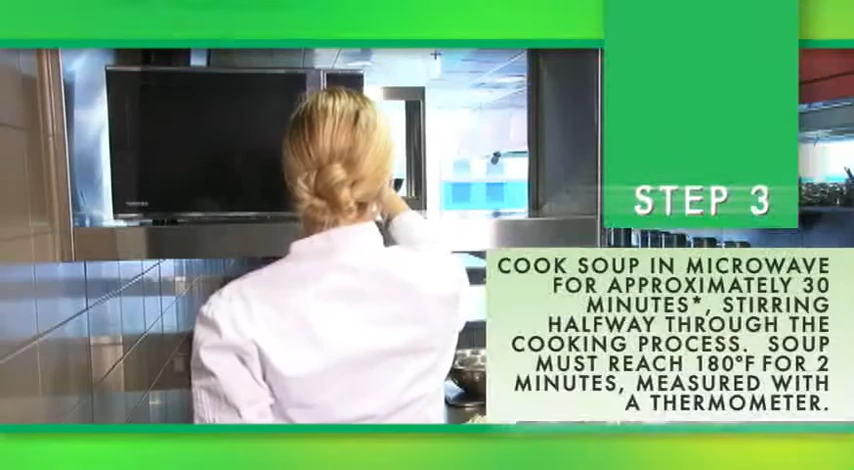 STEP 3
COOK SOUP IN MICROWAVE
FOR APPROXIMATELY 30
MINUTES*, STIRRING
HALFWAY THROUGH THE
COOKING PROCESS. SOUP
MUST REACH 180ºF FOR 2
MINUTES, MEASURED WITH
A THERMOMETER.